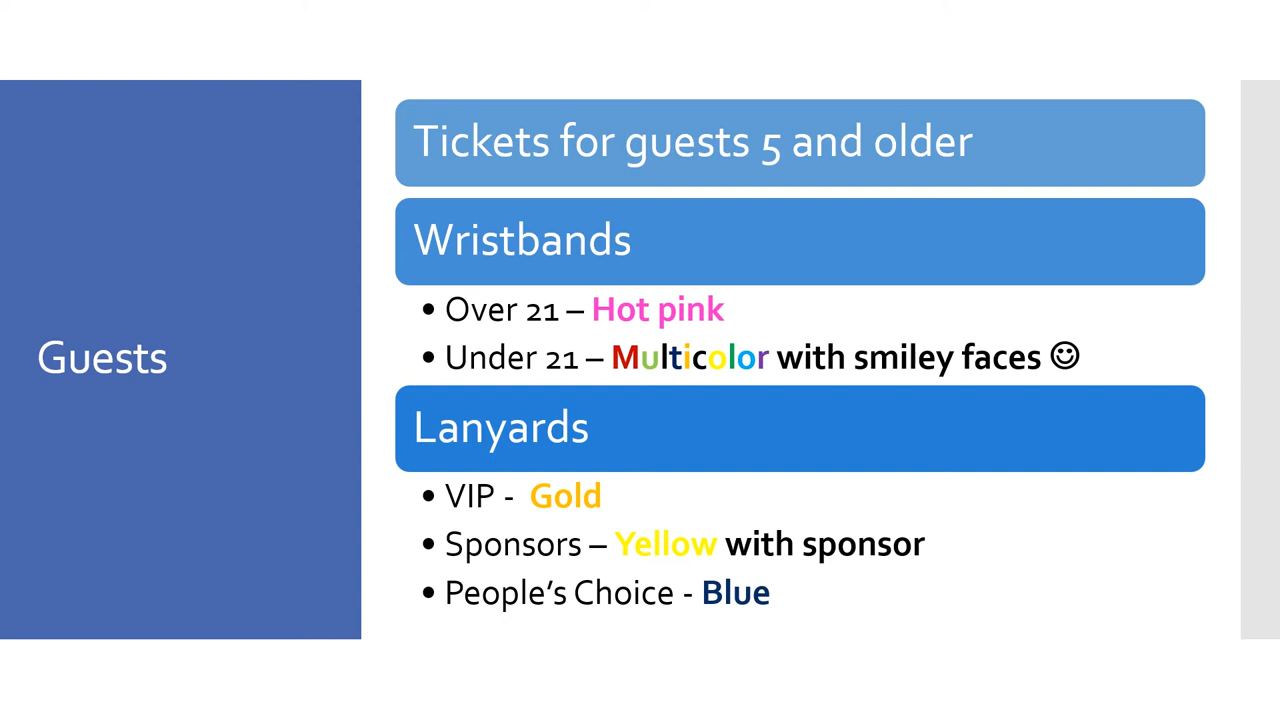 Guests
Tickets for guests 5 and older
Wristbands
• Over 21 – Hot pink
• Under 21 – Multicolor with smiley faces ☺
Lanyards
• VIP - Gold
• Sponsors – Yellow with sponsor
• People’s Choice - Blue